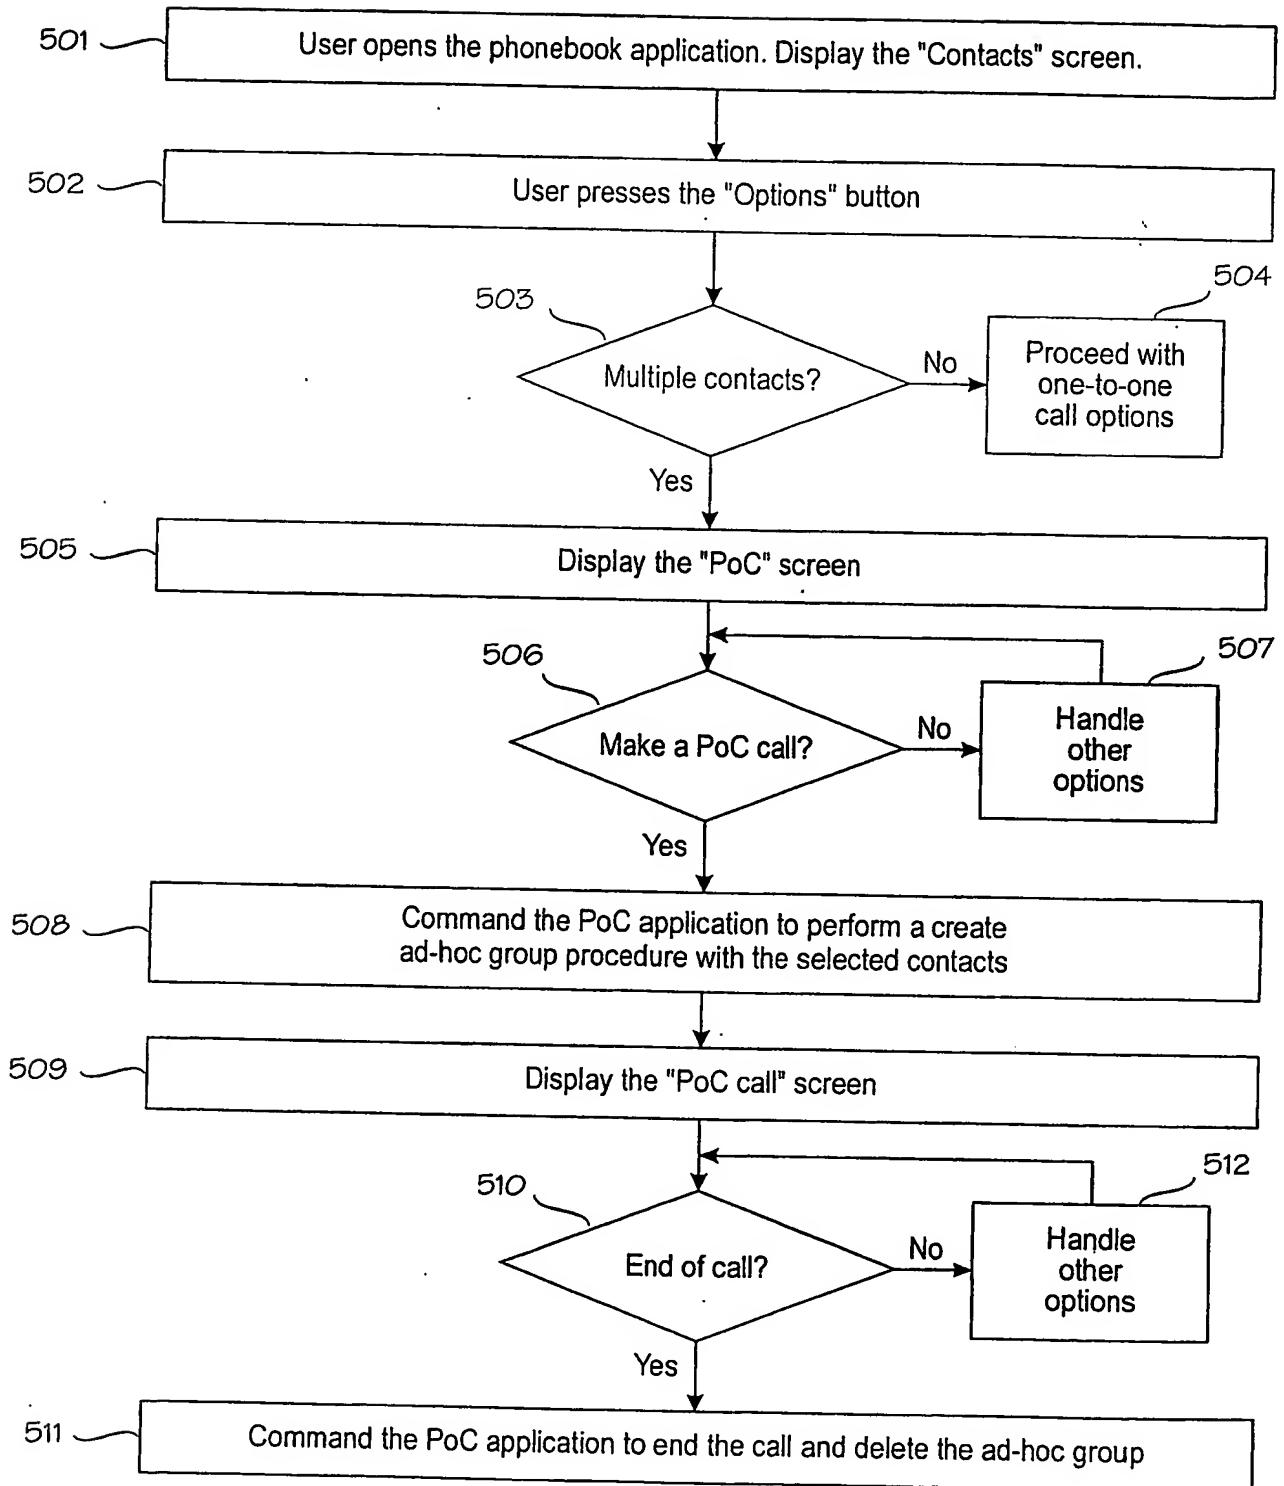 501
User opens the phonebook application. Display the "Contacts" screen.
502
User presses the "Options" button
503
504
Multiple contacts?
No
Proceed with
one-to-one
call options
Yes
505
Display the "PoC" screen
506
507
Make a PoC call?
No
Handle
other
options
Yes
508
Command the PoC application to perform a create
ad-hoc group procedure with the selected contacts
509
Display the "PoC call" screen
510
512
End of call?
No
Handle
other
options
Yes
511
Command the PoC application to end the call and delete the ad-hoc group